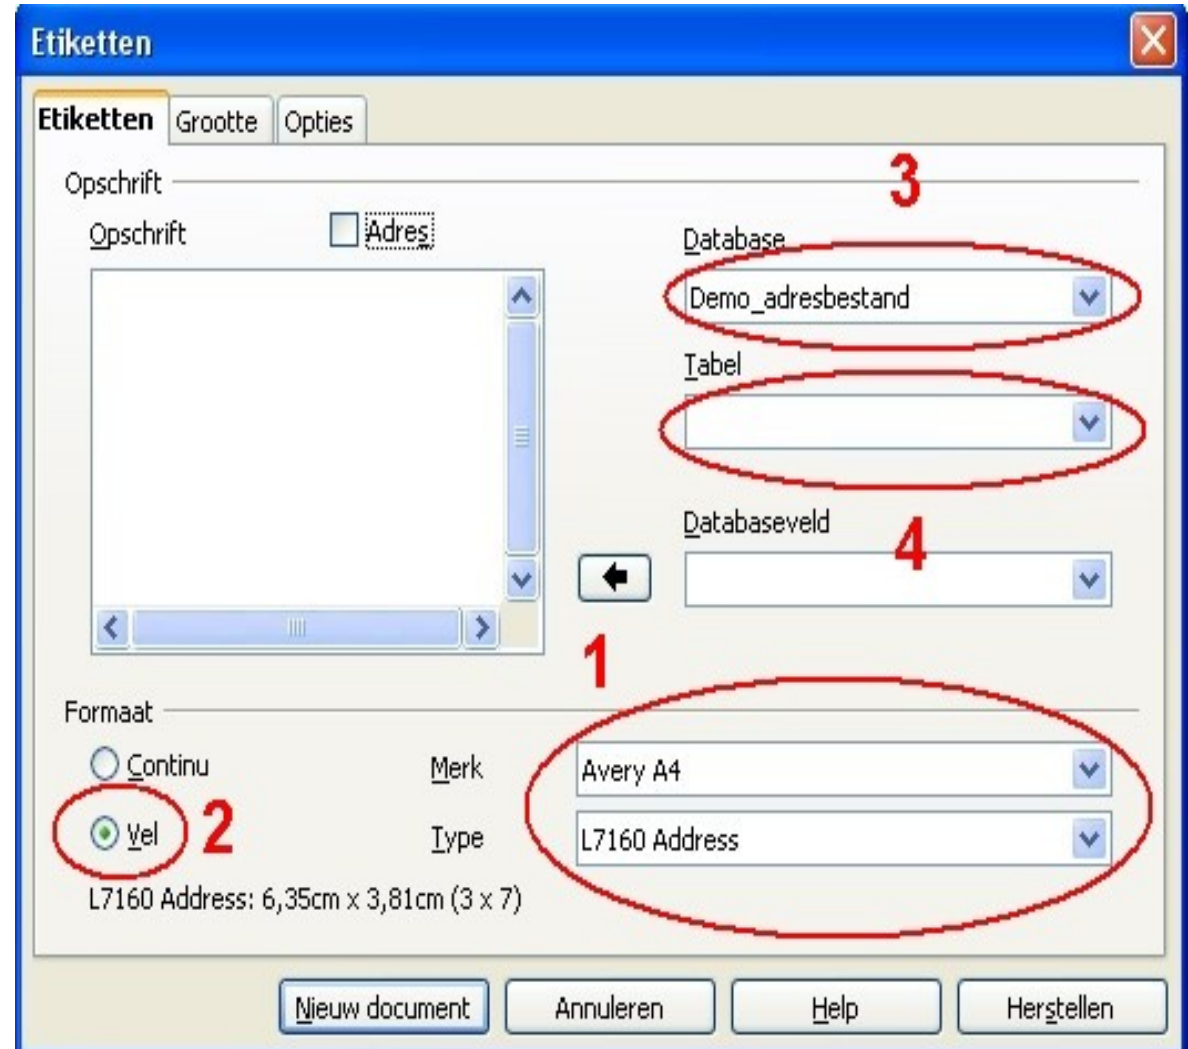 Etiketten
Etiketten Grootte Opties
3
Opschrift
Opschrift Adres Database
Demo_adresbestand
Tabel
Databaseveld
4
1
Formaat
Continu Merk Avery A4
Vel 2 Type L7160 Address
L7160 Address: 6,35cm x 3,81cm (3 x 7)
Nieuw document Annuleren Help Herstellen